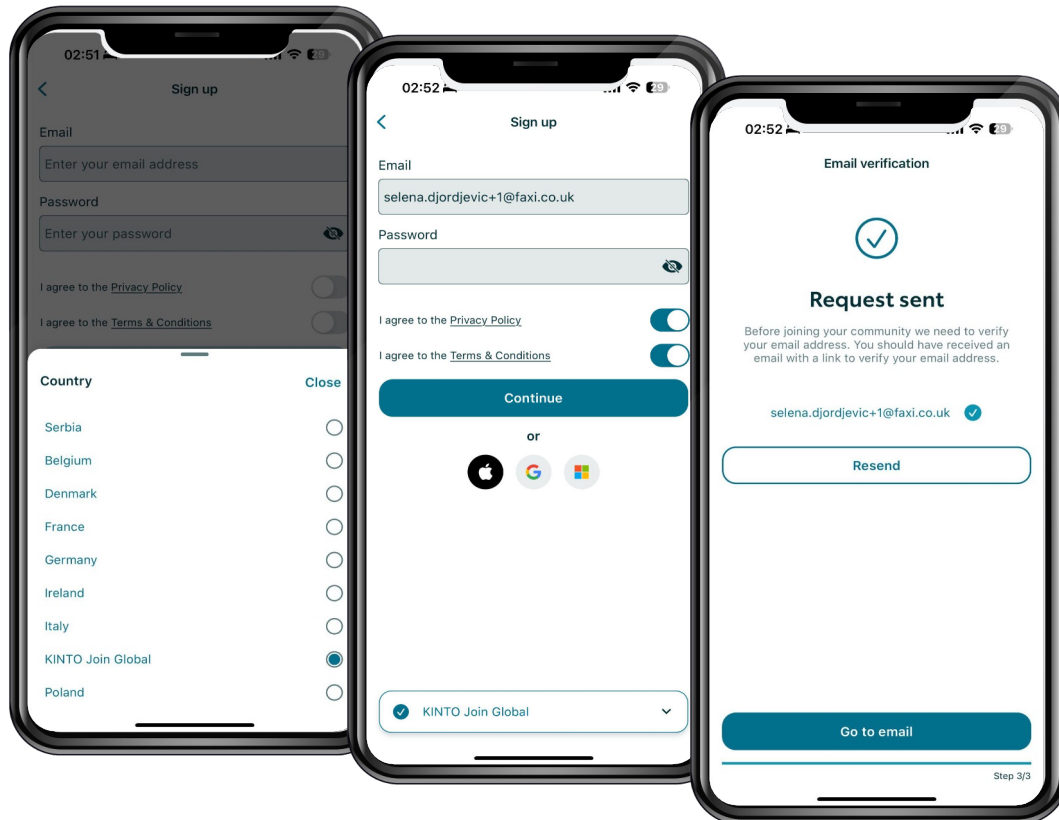 02:51
29
Sign up
Email
Enter your email address
Password
Enter your password
I agree to the Privacy Policy
I agree to the Terms & Conditions
Country
Close
Serbia
Belgium
Denmark
France
Germany
Ireland
Italy
KINTO Join Global
Poland
02:52
29
Sign up
Email
selena.djordjevic+1@faxi.co.uk
Password
I agree to the Privacy Policy
I agree to the Terms & Conditions
Continue
or
G
KINTO Join Global
02:52
29
Email verification
Request sent
Before joining your community we need to verify
your email address. You should have received an
email with a link to verify your email address.
selena.djordjevic+1@faxi.co.uk
Resend
Go to email
Step 3/3